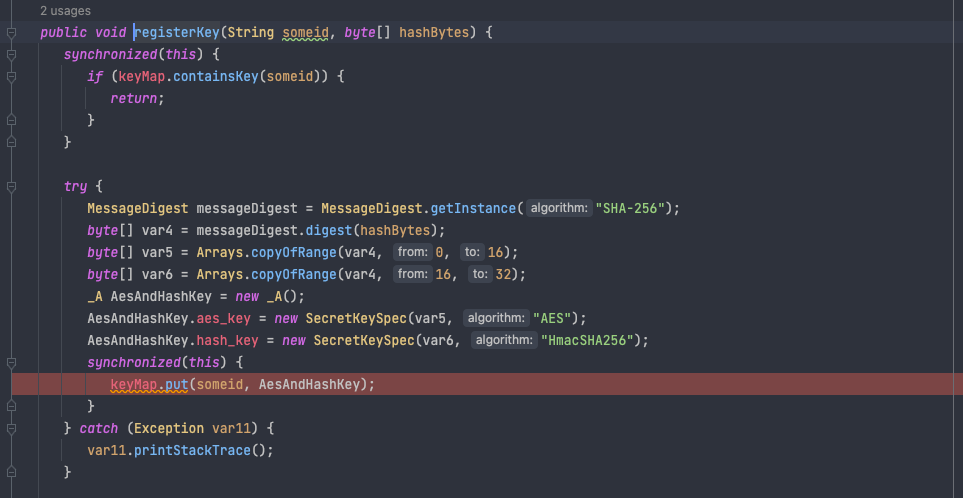 2 usages
public void registerKey(String someid, byte[] hashBytes) {
synchronized(this) {
if (keyMap.containsKey(someid)) {
return;
}
}
try {
MessageDigest messageDigest = MessageDigest.getInstance( algorithm: "SHA-256");
byte[] var4 = messageDigest.digest(hashBytes);
byte[] var5 = Arrays.copyOfRange(var4, from: 0, to: 16);
byte[] var6 = Arrays.copyOfRange(var4, from: 16, to: 32);
_A AesAndHashKey = new _A();
AesAndHashKey.aes_key = new SecretKeySpec(var5, algorithm: "AES");
AesAndHashKey.hash_key = new SecretKeySpec(var6, algorithm: "HmacSHA256");
synchronized(this) {
keyMap.put(someid, AesAndHashKey);
}
} catch (Exception var11) {
var11.printStackTrace();
}